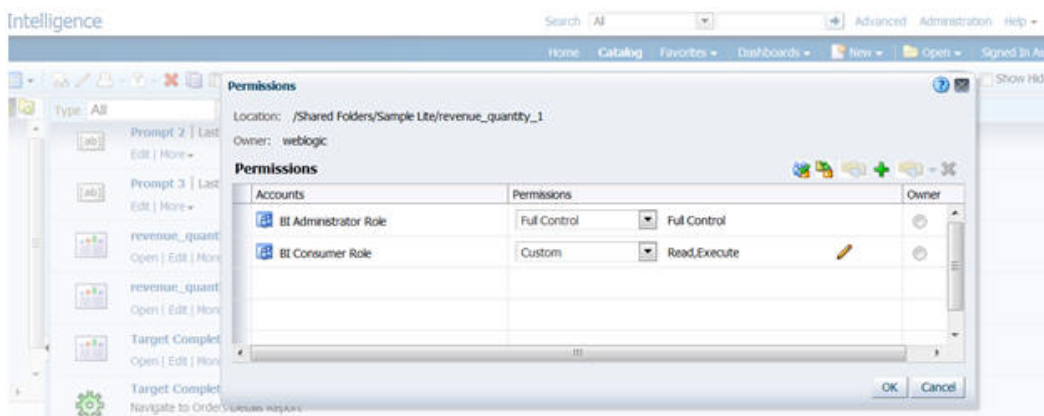 Intelligence
Search All Advanced Administration Help
Home Catalog Favorites Dashboards New Open Signed In As
Show Hid
Permissions
Type All
Location: /Shared Folders/Sample Lite/revenue_quantity_1
Prompt 2 | Last
Owner: weblogic
Edit | More
Permissions
Prompt 3 | Last
Accounts Permissions Owner
Edit | More
BI Administrator Role Full Control Full Control
revenue_quant
BI Consumer Role Custom Read,Execute
Open | Edit | More
revenue_quant
Open | Edit | More
Target Complet
Open | Edit | More
OK Cancel
Target Complet
Navigate to Orders Details Report